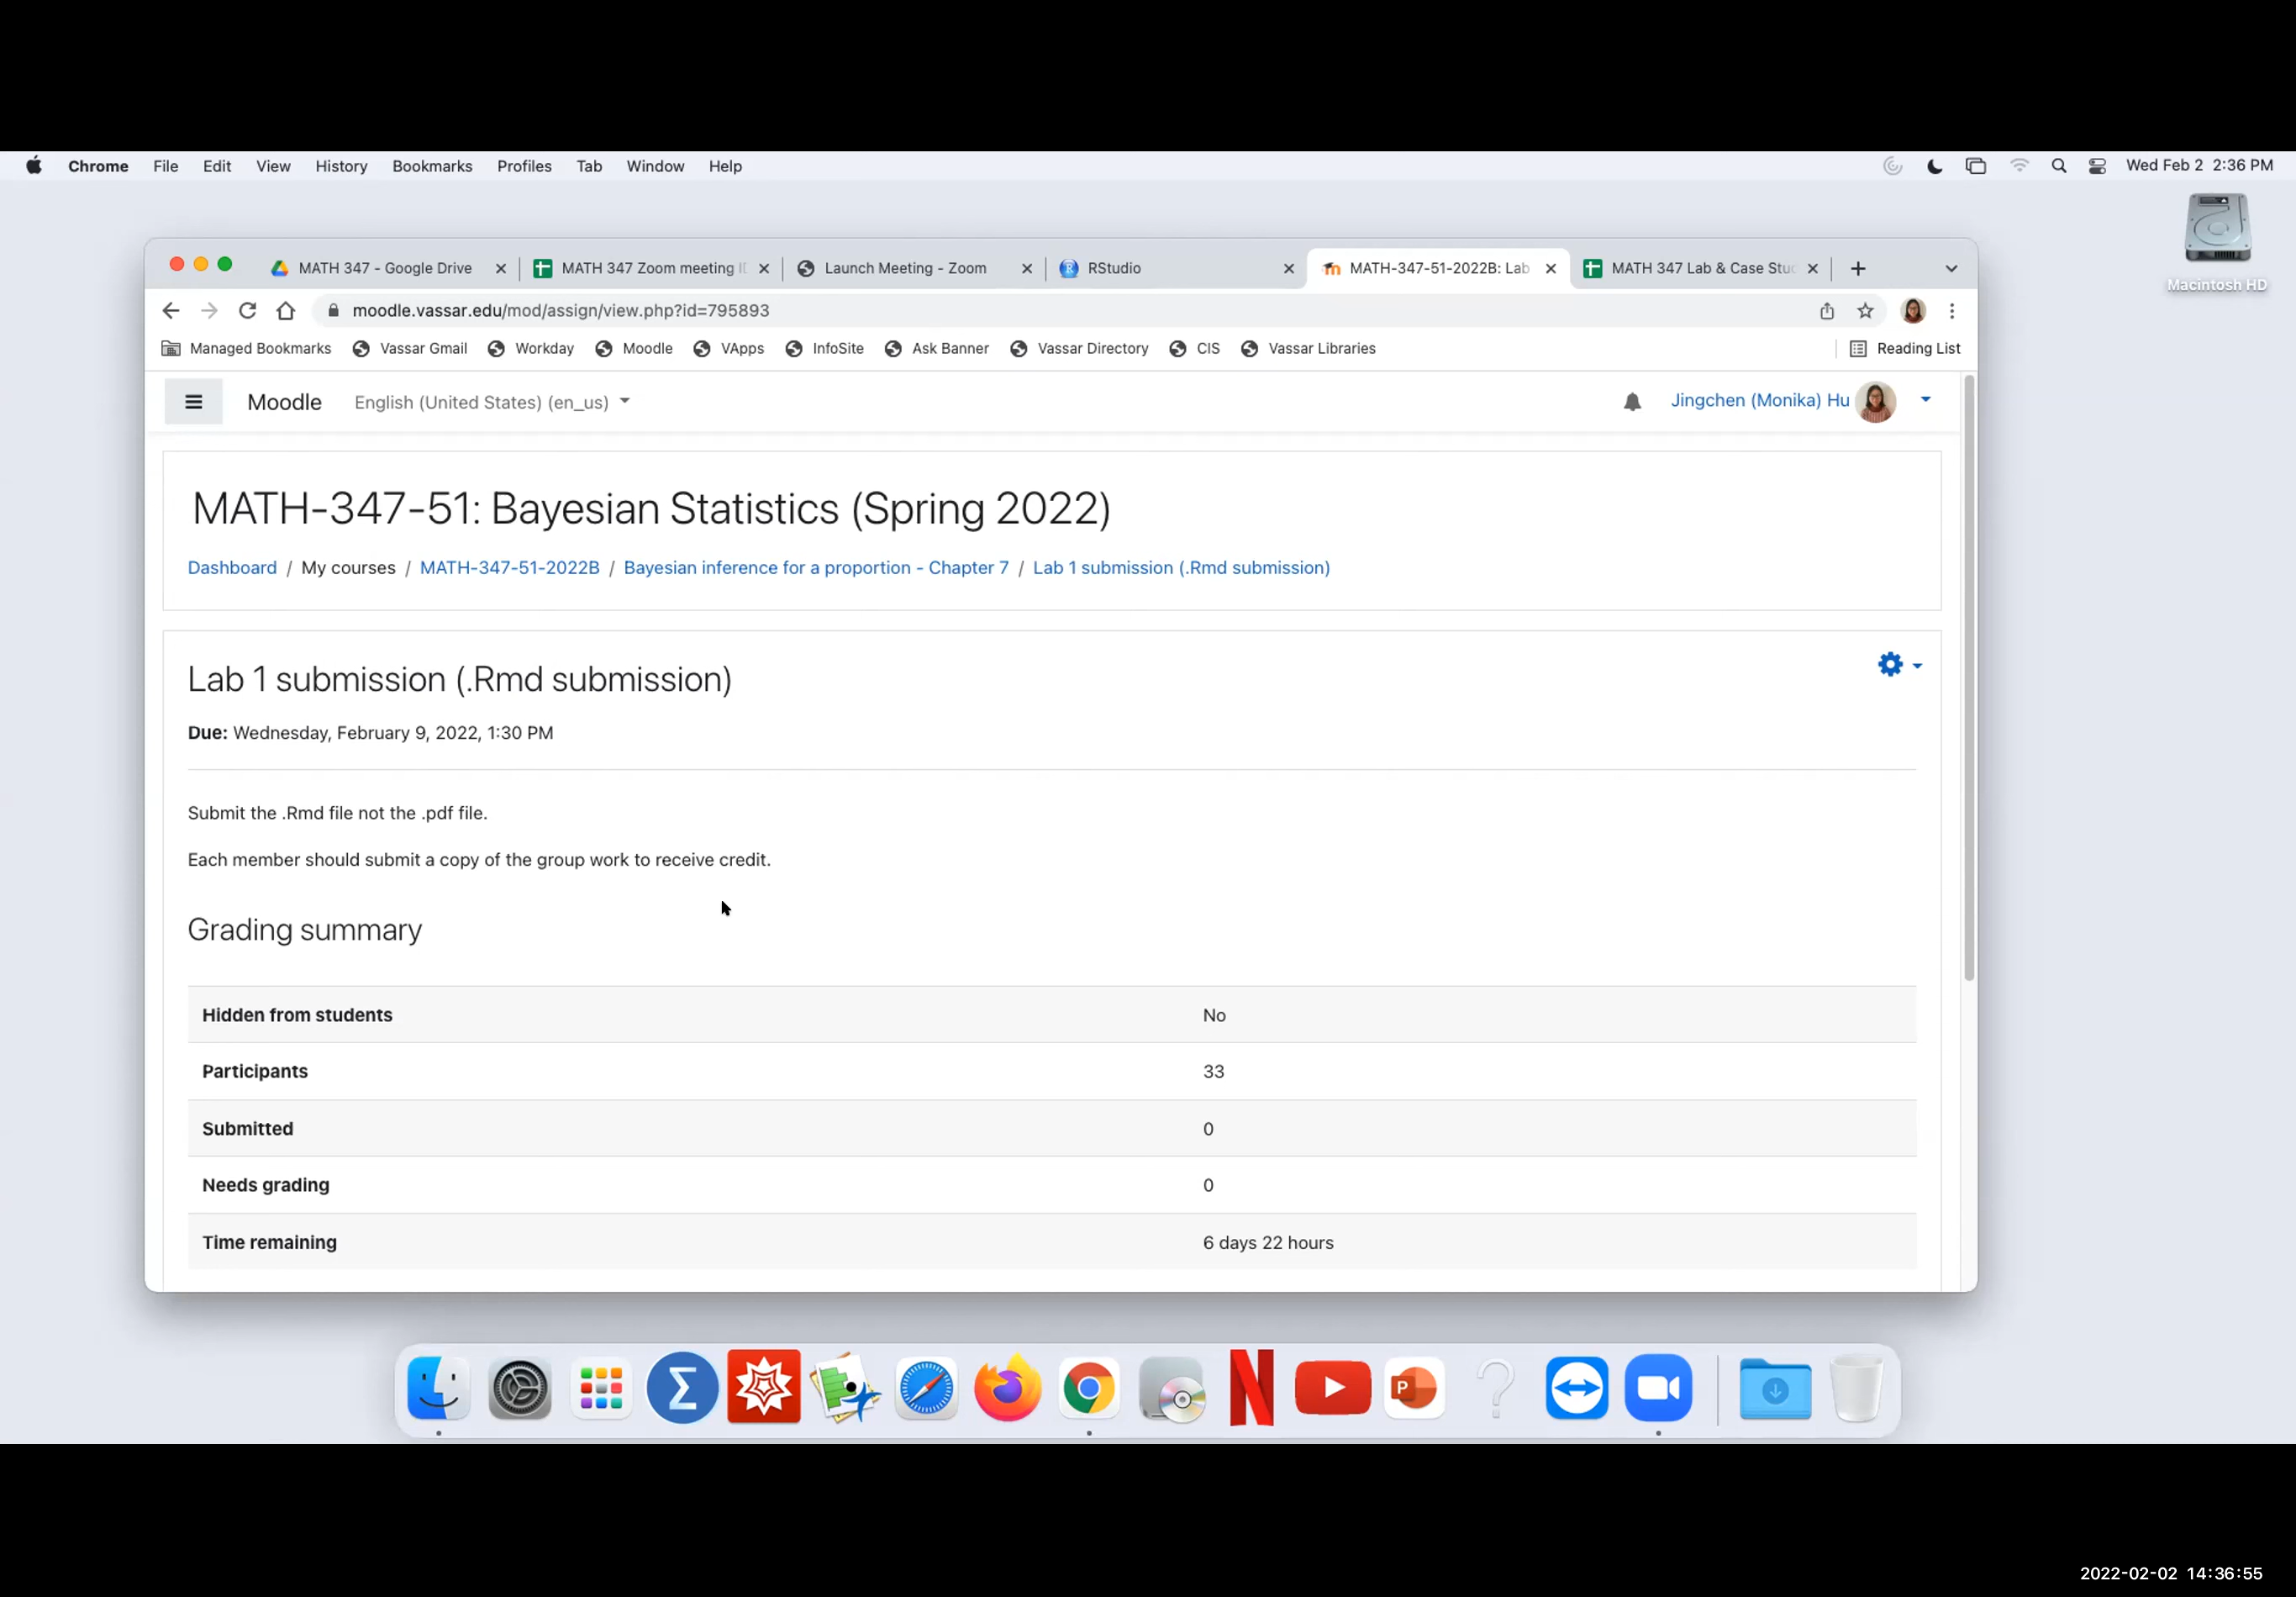 Chrome File Edit View History Bookmarks Profiles Tab Window Help Wed Feb 2 2:36 PM
Macintosh HD
MATH 347 - Google Drive MATH 347 Zoom meeting Launch Meeting - Zoom RStudio MATH-347-51-2022B: Lab MATH 347 Lab & Case Stu
moodle.vassar.edu/mod/assign/view.php?id=795893
Managed Bookmarks Vassar Gmail Workday Moodle VApps InfoSite Ask Banner Vassar Directory CIS Vassar Libraries Reading List
Moodle English (United States) (en_us) Jingchen (Monika) Hu
MATH-347-51: Bayesian Statistics (Spring 2022)
Dashboard / My courses / MATH-347-51-2022B / Bayesian inference for a proportion - Chapter 7 / Lab 1 submission (.Rmd submission)
Lab 1 submission (.Rmd submission)
Due: Wednesday, February 9, 2022, 1:30 PM
Submit the .Rmd file not the .pdf file.
Each member should submit a copy of the group work to receive credit.
Grading summary
Hidden from students No
Participants 33
Submitted 0
Needs grading 0
Time remaining 6 days 22 hours
2022-02-02 14:36:55